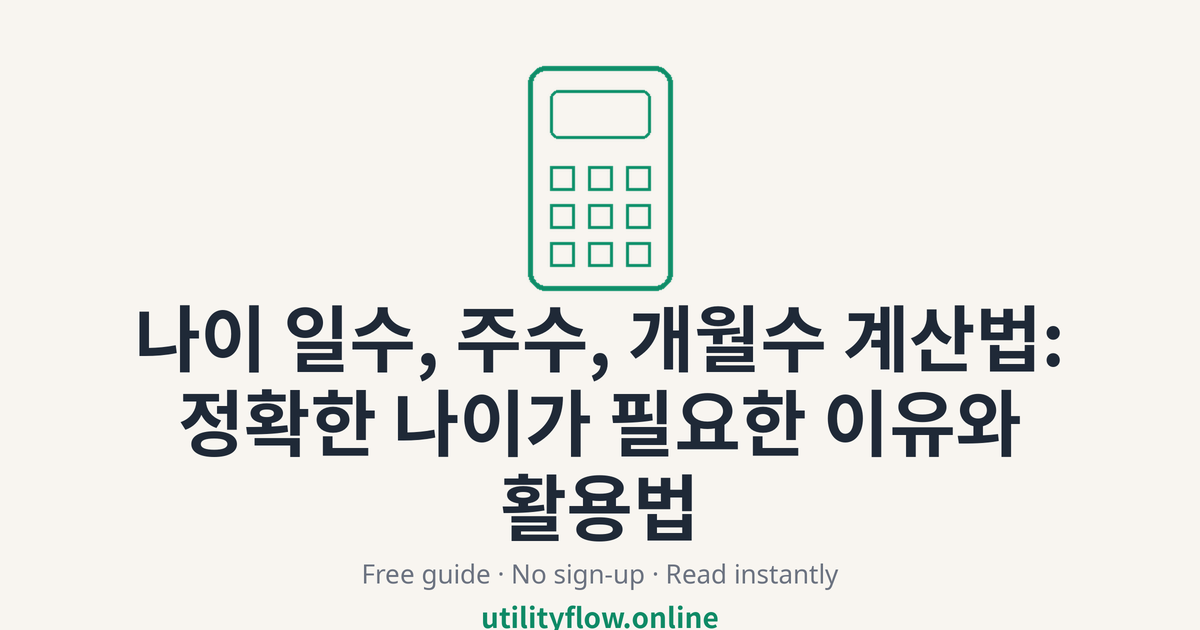 나이 일수, 주수, 개월수 계산법:
정확한 나이가 필요한 이유와
활용법
Free guide · No sign-up · Read instantly
utilityflow.online